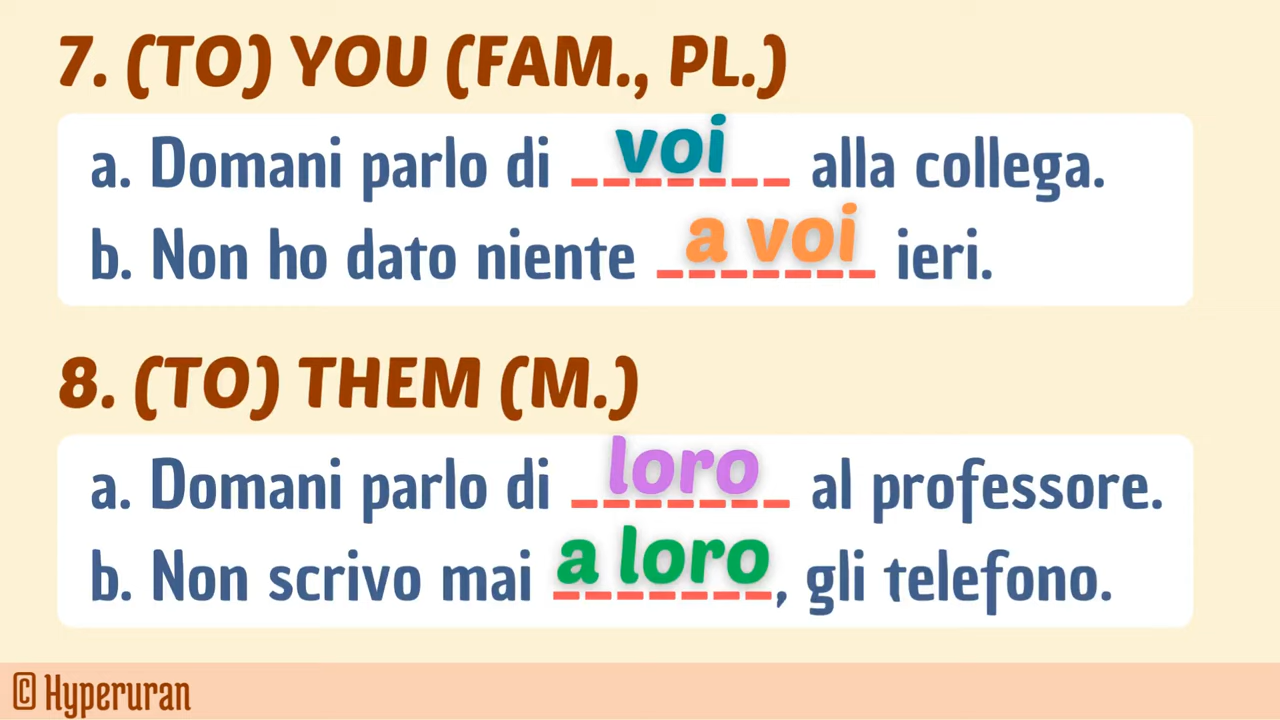 7. (TO) YOU (FAM., PL.)
a. Domani parlo di voi alla collega.
b. Non ho dato niente a voi ieri.
8. (TO) THEM (M.)
a. Domani parlo di loro al professore.
b. Non scrivo mai a loro, gli telefono.
© Hyperuran